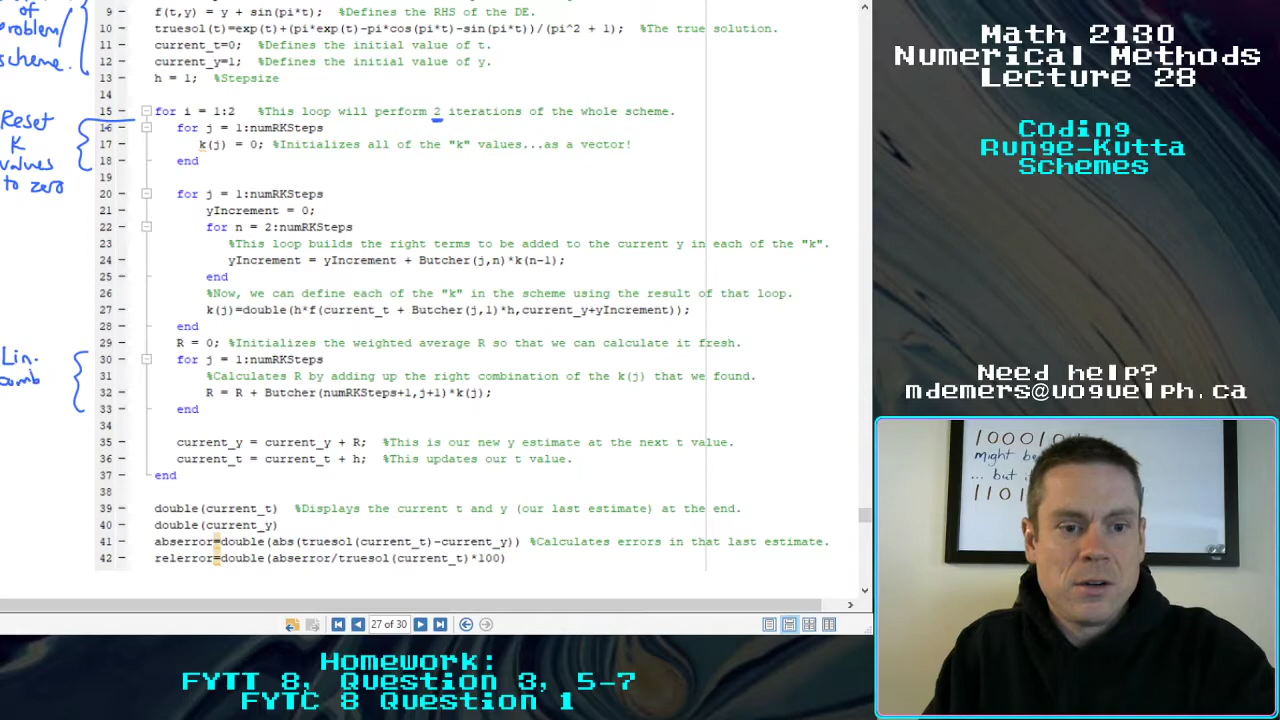 of
problem/
scheme.
9 — f(t,y) = y + sin(pi*t); %Defines the RHS of the DE.
10 — truesol(t)=exp(t)+(pi*exp(t)-pi*cos(pi*t)-sin(pi*t))/(pi^2 + 1); %The true solution.
11 — current_t=0; %Defines the initial value of t.
12 — current_y=1; %Defines the initial value of y.
13 — h = 1; %Stepsize
14
15 — for i = 1:2 %This loop will perform 2 iterations of the whole scheme.
16 — for j = 1:numRKSteps
17 — k(j) = 0; %Initializes all of the "k" values...as a vector!
18 — end
19
20 — for j = 1:numRKSteps
21 — yIncrement = 0;
22 — for n = 2:numRKSteps
23 %This loop builds the right terms to be added to the current y in each of the "k".
24 — yIncrement = yIncrement + Butcher(j,n)*k(n-1);
25 — end
26 %Now, we can define each of the "k" in the scheme using the result of that loop.
27 — k(j)=double(h*f(current_t + Butcher(j,1)*h,current_y+yIncrement));
28 — end
29 — R = 0; %Initializes the weighted average R so that we can calculate it fresh.
30 — for j = 1:numRKSteps
31 %Calculates R by adding up the right combination of the k(j) that we found.
32 — R = R + Butcher(numRKSteps+1,j+1)*k(j);
33 — end
34
35 — current_y = current_y + R; %This is our new y estimate at the next t value.
36 — current_t = current_t + h; %This updates our t value.
37 — end
38
39 — double(current_t) %Displays the current t and y (our last estimate) at the end.
40 — double(current_y)
41 — abserror=double(abs(truesol(current_t)-current_y)) %Calculates errors in that last estimate.
42 — relerror=double(abserror/truesol(current_t)*100)
Reset
K
values
to zero
Lin.
comb
27 of 30
Math 2130
Numerical Methods
Lecture 28
Coding
Runge-Kutta
Schemes
Need help?
mdemers@uoguelph.ca
might be
... but i
Homework:
FYTT 8, Question 3, 5-7
FYTC 8 Question 1